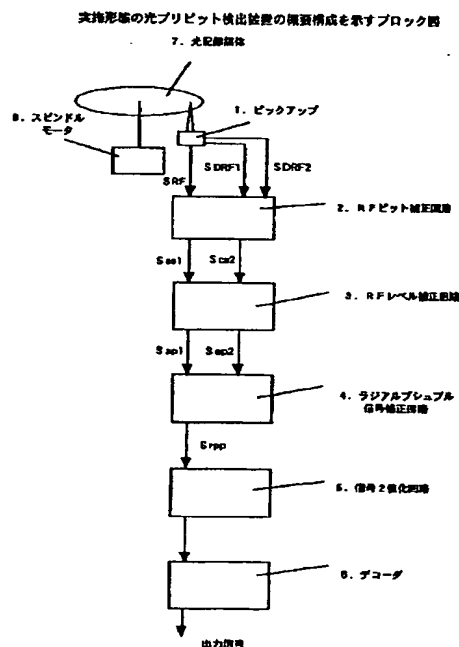 実施形態の光プリピット検出装置の概要構成を示すブロック図
7．光記録媒体
8．スピンドル
モータ
1．ピックアップ
SRF
SDRF1
SDRF2
2．RFピット補正回路
Scs2
3．RFレベル補正回路
Sap1
Sap2
4．ラジアルプシュプル
信号補正回路
Srpp
5．信号2値化回路
6．デコーダ
出力信号